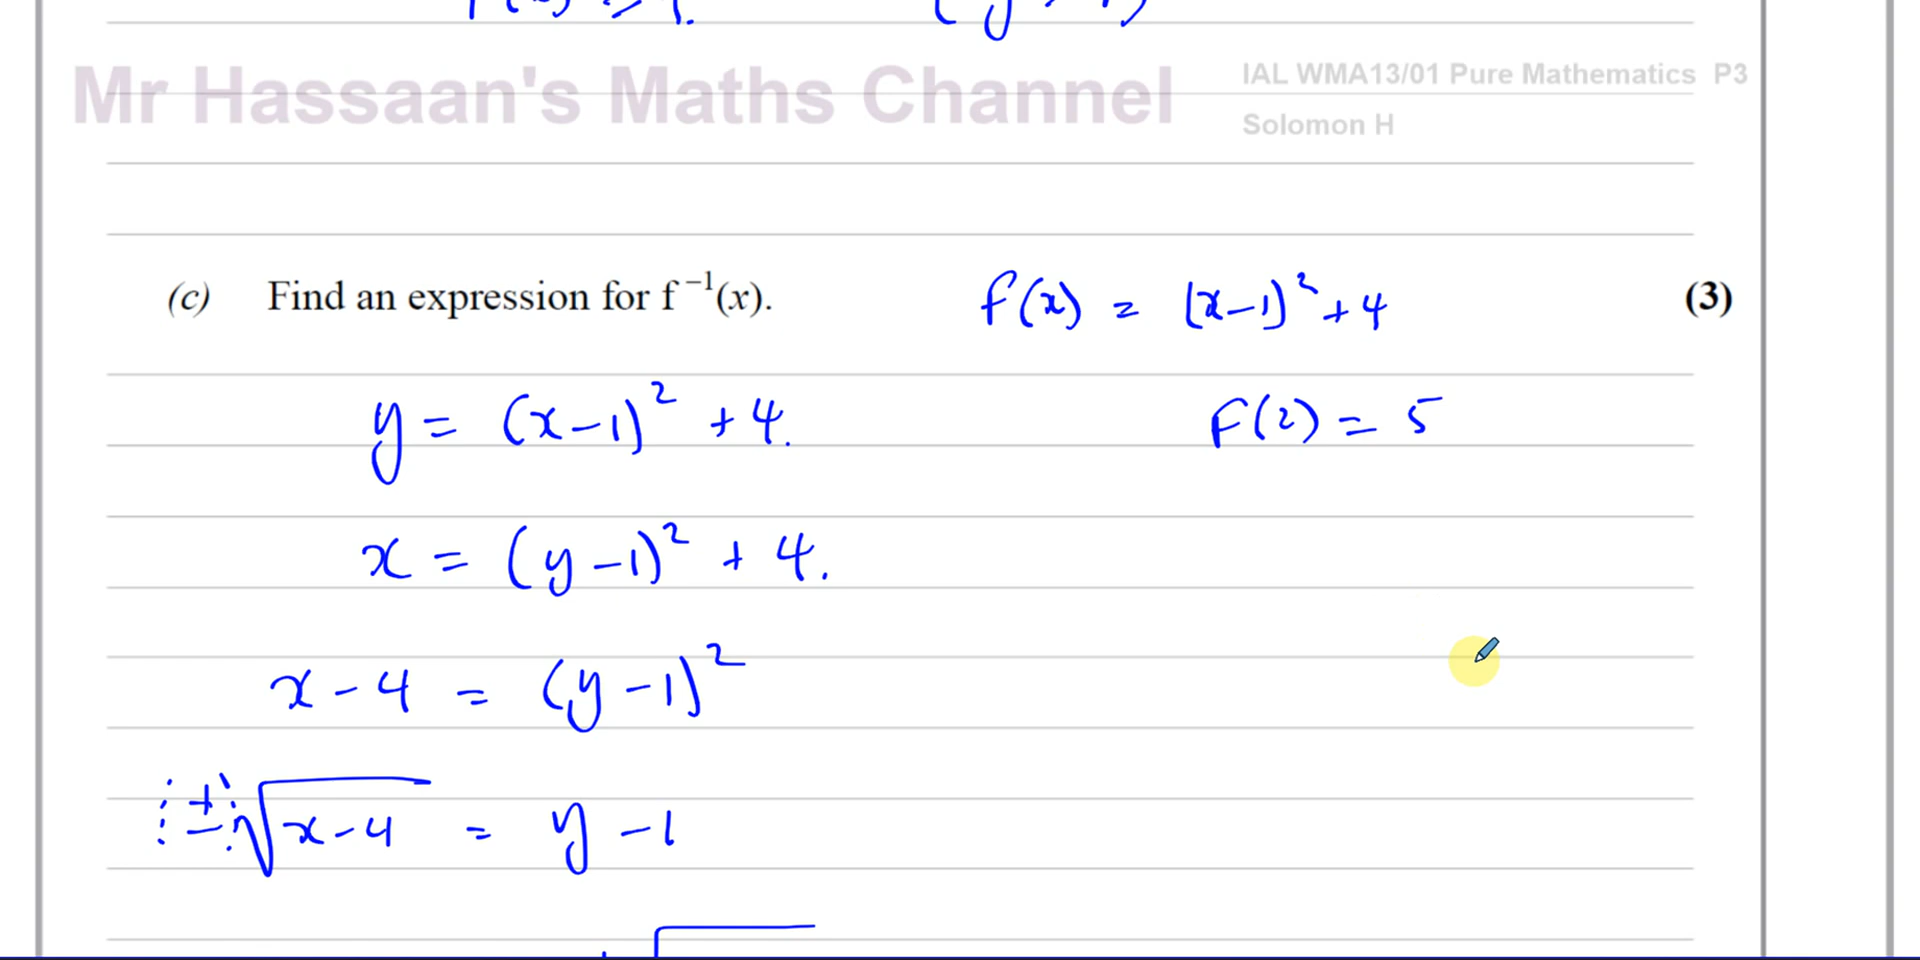 Mr Hassaan's Maths Channel
IAL WMA13/01 Pure Mathematics P3
Solomon H
(c) Find an expression for f⁻¹(x). f(x) = (x-1)² + 4 (3)
y = (x-1)² + 4. F(2) = 5
x = (y-1)² + 4.
x - 4 = (y-1)²
±√(x-4) = y - 1